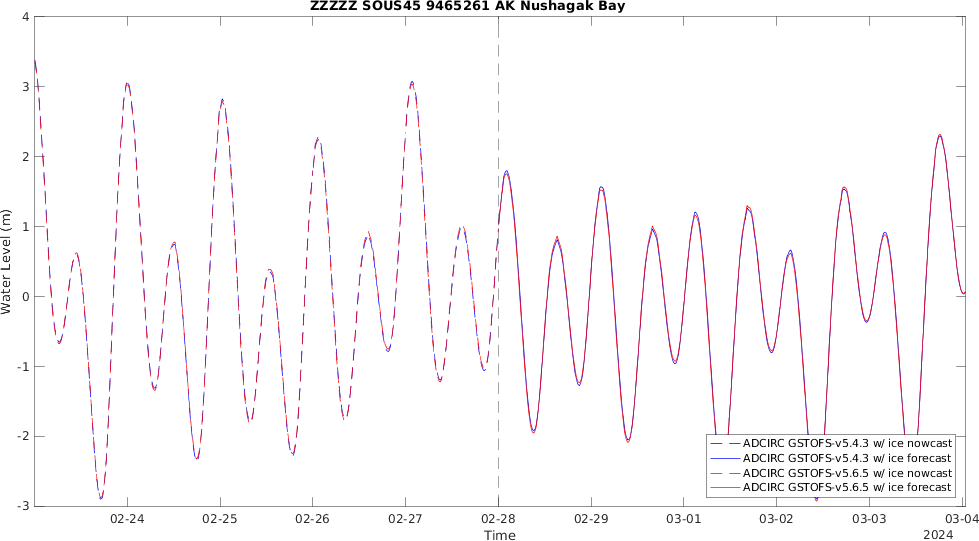 ZZZZZ SOUS45 9465261 AK Nushagak Bay
4
3
2
1
0
-1
-2
-3
Water Level (m)
ADCIRC GSTOFS-v5.4.3 w/ ice nowcast
ADCIRC GSTOFS-v5.4.3 w/ ice forecast
ADCIRC GSTOFS-v5.6.5 w/ ice nowcast
ADCIRC GSTOFS-v5.6.5 w/ ice forecast
02-24 02-25 02-26 02-27 02-28 02-29 03-01 03-02 03-03 03-04
Time
2024